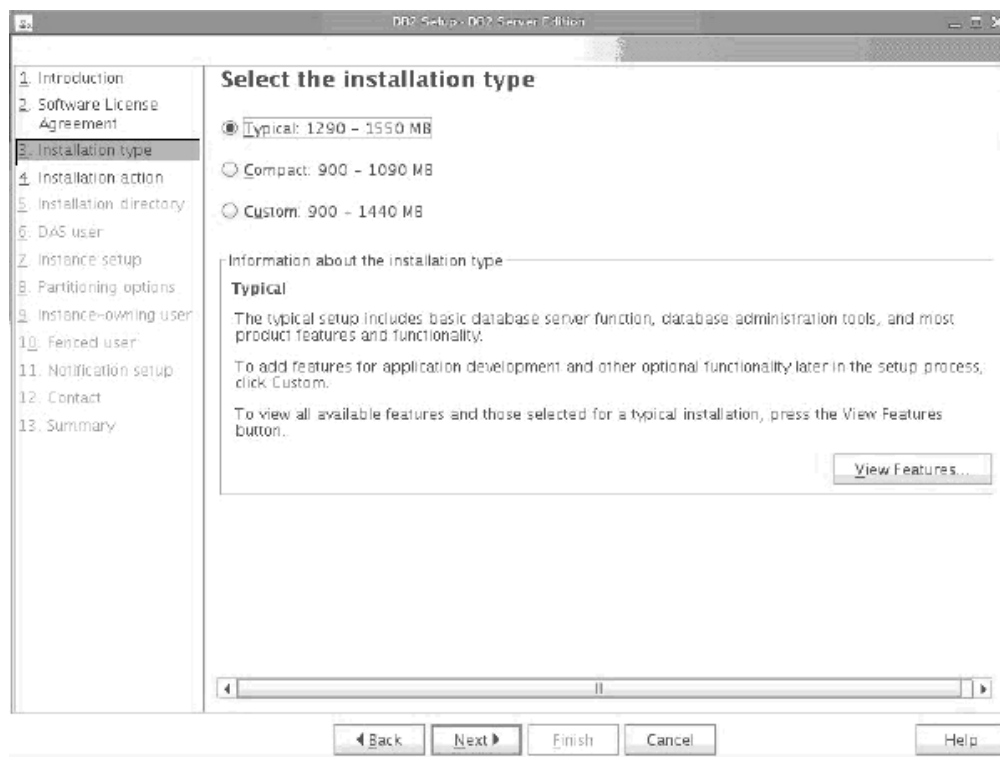 DB2 Setup - DB2 Server Edition
1. Introduction
2. Software License
Agreement
3. Installation type
4. Installation action
5. Installation directory
6. DAS user
7. Instance setup
8. Partitioning options
9. Instance-owning user
10. Fenced user
11. Notification setup
12. Contact
13. Summary
Select the installation type
Typical: 1290 – 1550 MB
Compact: 900 – 1090 MB
Custom: 900 – 1440 MB
Information about the installation type
Typical
The typical setup includes basic database server function, database administration tools, and most
product features and functionality.
To add features for application development and other optional functionality later in the setup process,
click Custom.
To view all available features and those selected for a typical installation, press the View Features
button.
View Features...
Back
Next
Finish
Cancel
Help